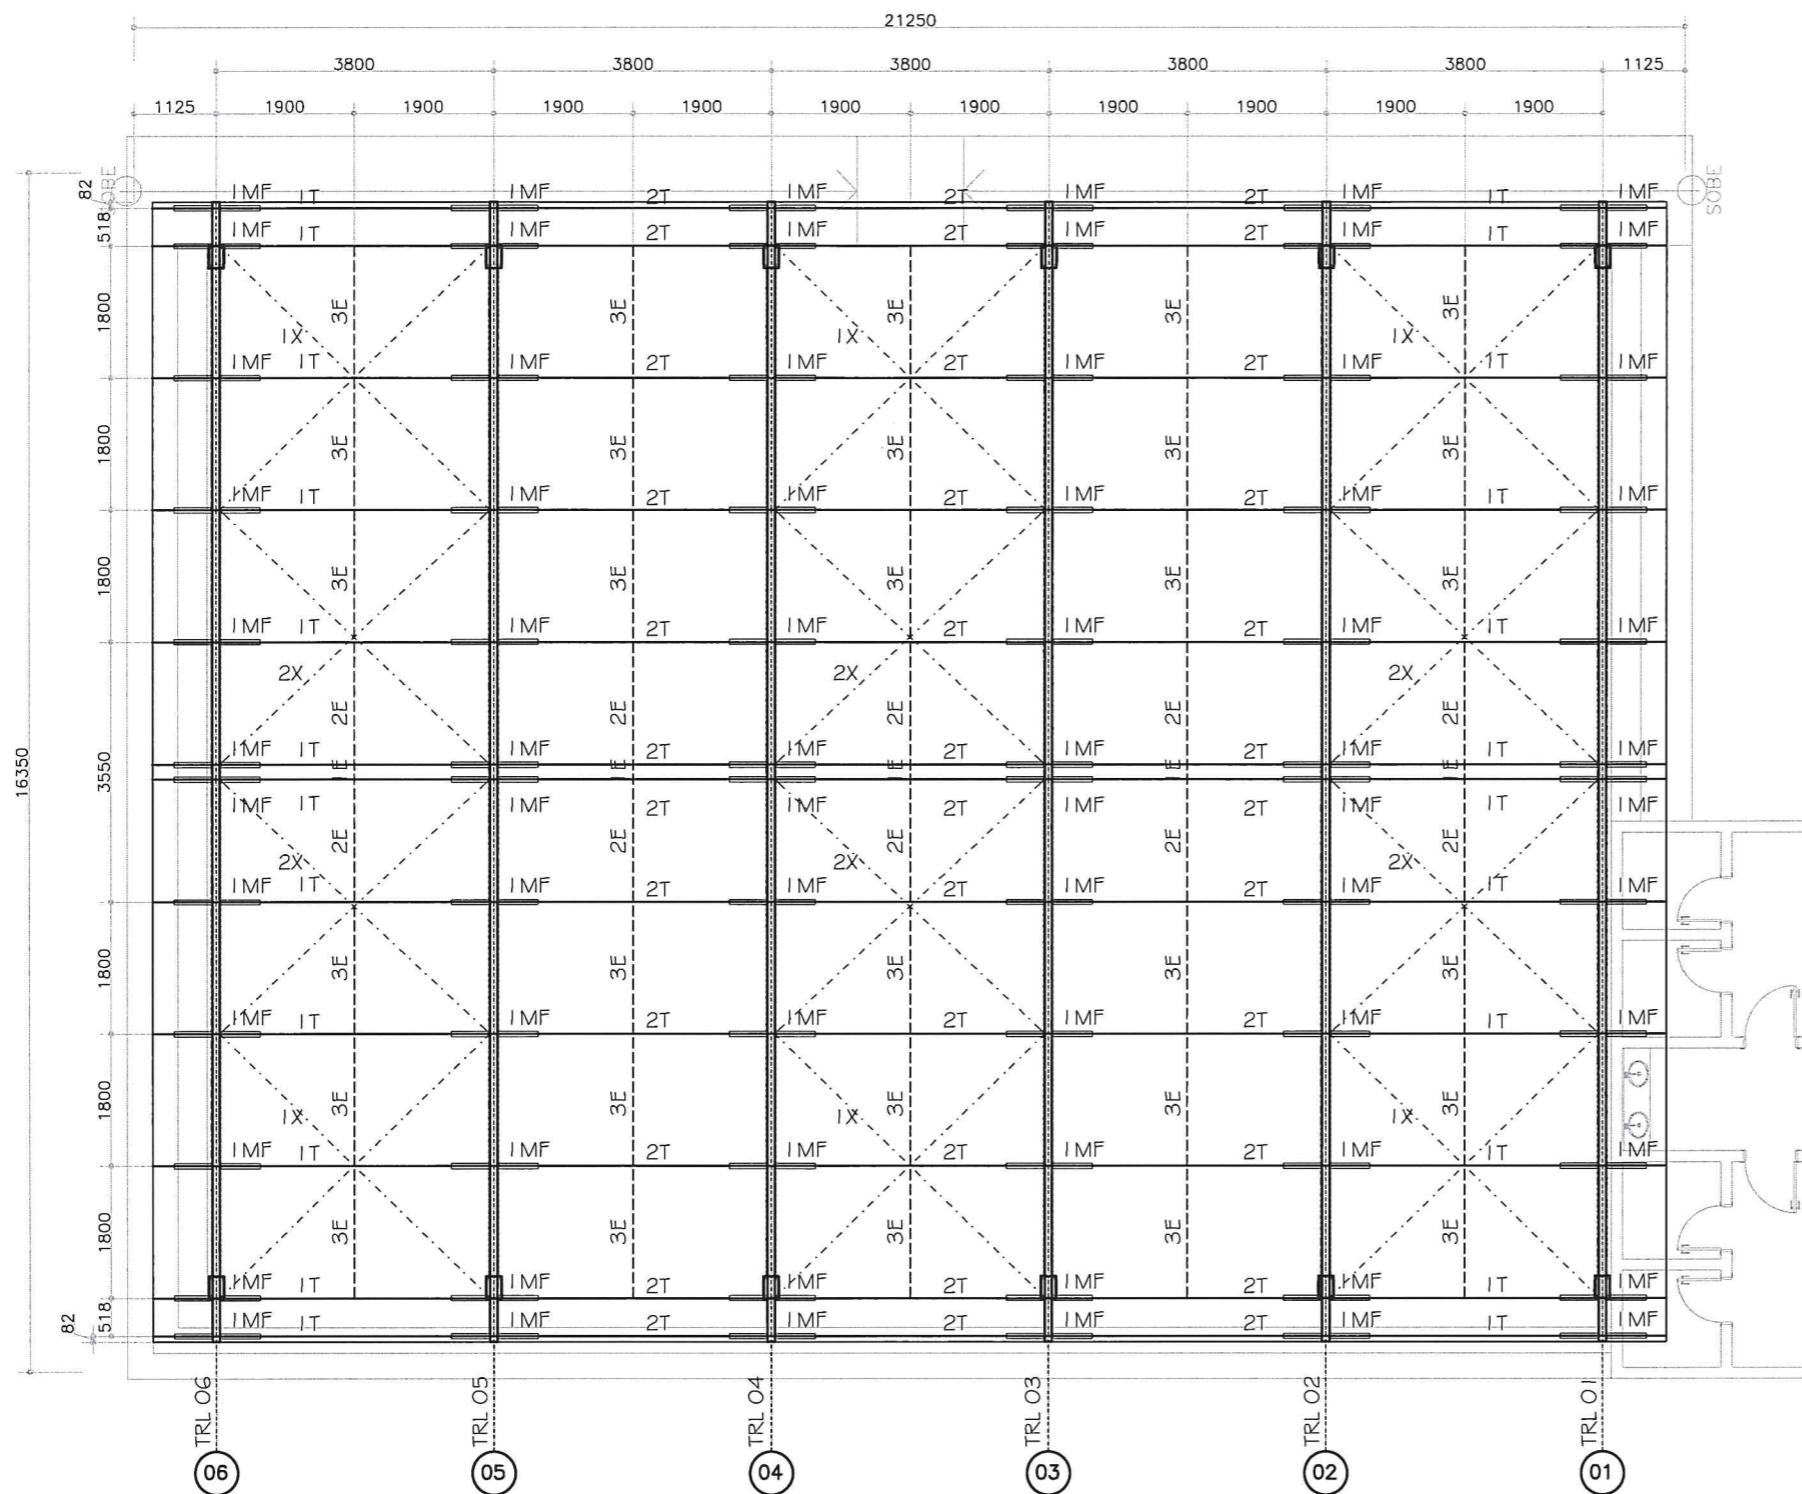 21250
3800 3800 3800 3800 3800 1125
1125 1900 1900 1900 1900 1900 1900 1900 1900 1900 1900
82 SOBE 1MF 1T 1MF 2T 1MF 2T 1MF 2T 1MF 1T 1MF SOBE
518 1MF 1T 1MF 2T 1MF 2T 1MF 2T 1MF 1T 1MF
1800 3E 3E 3E 3E 3E
1X 1X 1X
1MF 1T 1MF 2T 1MF 2T 1MF 2T 1MF 1T 1MF
1800 3E 3E 3E 3E 3E
1MF 1T 1MF 2T 1MF 2T 1MF 2T 1MF 1T 1MF
1800 3E 3E 3E 3E 3E
1MF 1T 1MF 2T 1MF 2T 1MF 2T 1MF 1T 1MF
2X 2X 2X
2E 2E 2E 2E 2E
1MF 1T 1MF 2T 1MF 2T 1MF 2T 1MF 1T 1MF
16350 1E 1E 1E 1E 1E
1MF 1T 1MF 2T 1MF 2T 1MF 2T 1MF 1T 1MF
2E 2E 2E 2E 2E
2X 2X 2X
1MF 1T 1MF 2T 1MF 2T 1MF 2T 1MF 1T 1MF
1800 3E 3E 3E 3E 3E
1MF 1T 1MF 2T 1MF 2T 1MF 2T 1MF 1T 1MF
1800 3E 3E 3E 3E 3E
1X 1X 1X
1MF 1T 1MF 2T 1MF 2T 1MF 2T 1MF 1T 1MF
1800 3E 3E 3E 3E 3E
1MF 1T 1MF 2T 1MF 2T 1MF 2T 1MF 1T 1MF
82 518 1MF 1T 1MF 2T 1MF 2T 1MF 2T 1MF 1T 1MF
TRL 06 TRL 05 TRL 04 TRL 03 TRL 02 TRL 01
06 05 04 03 02 01